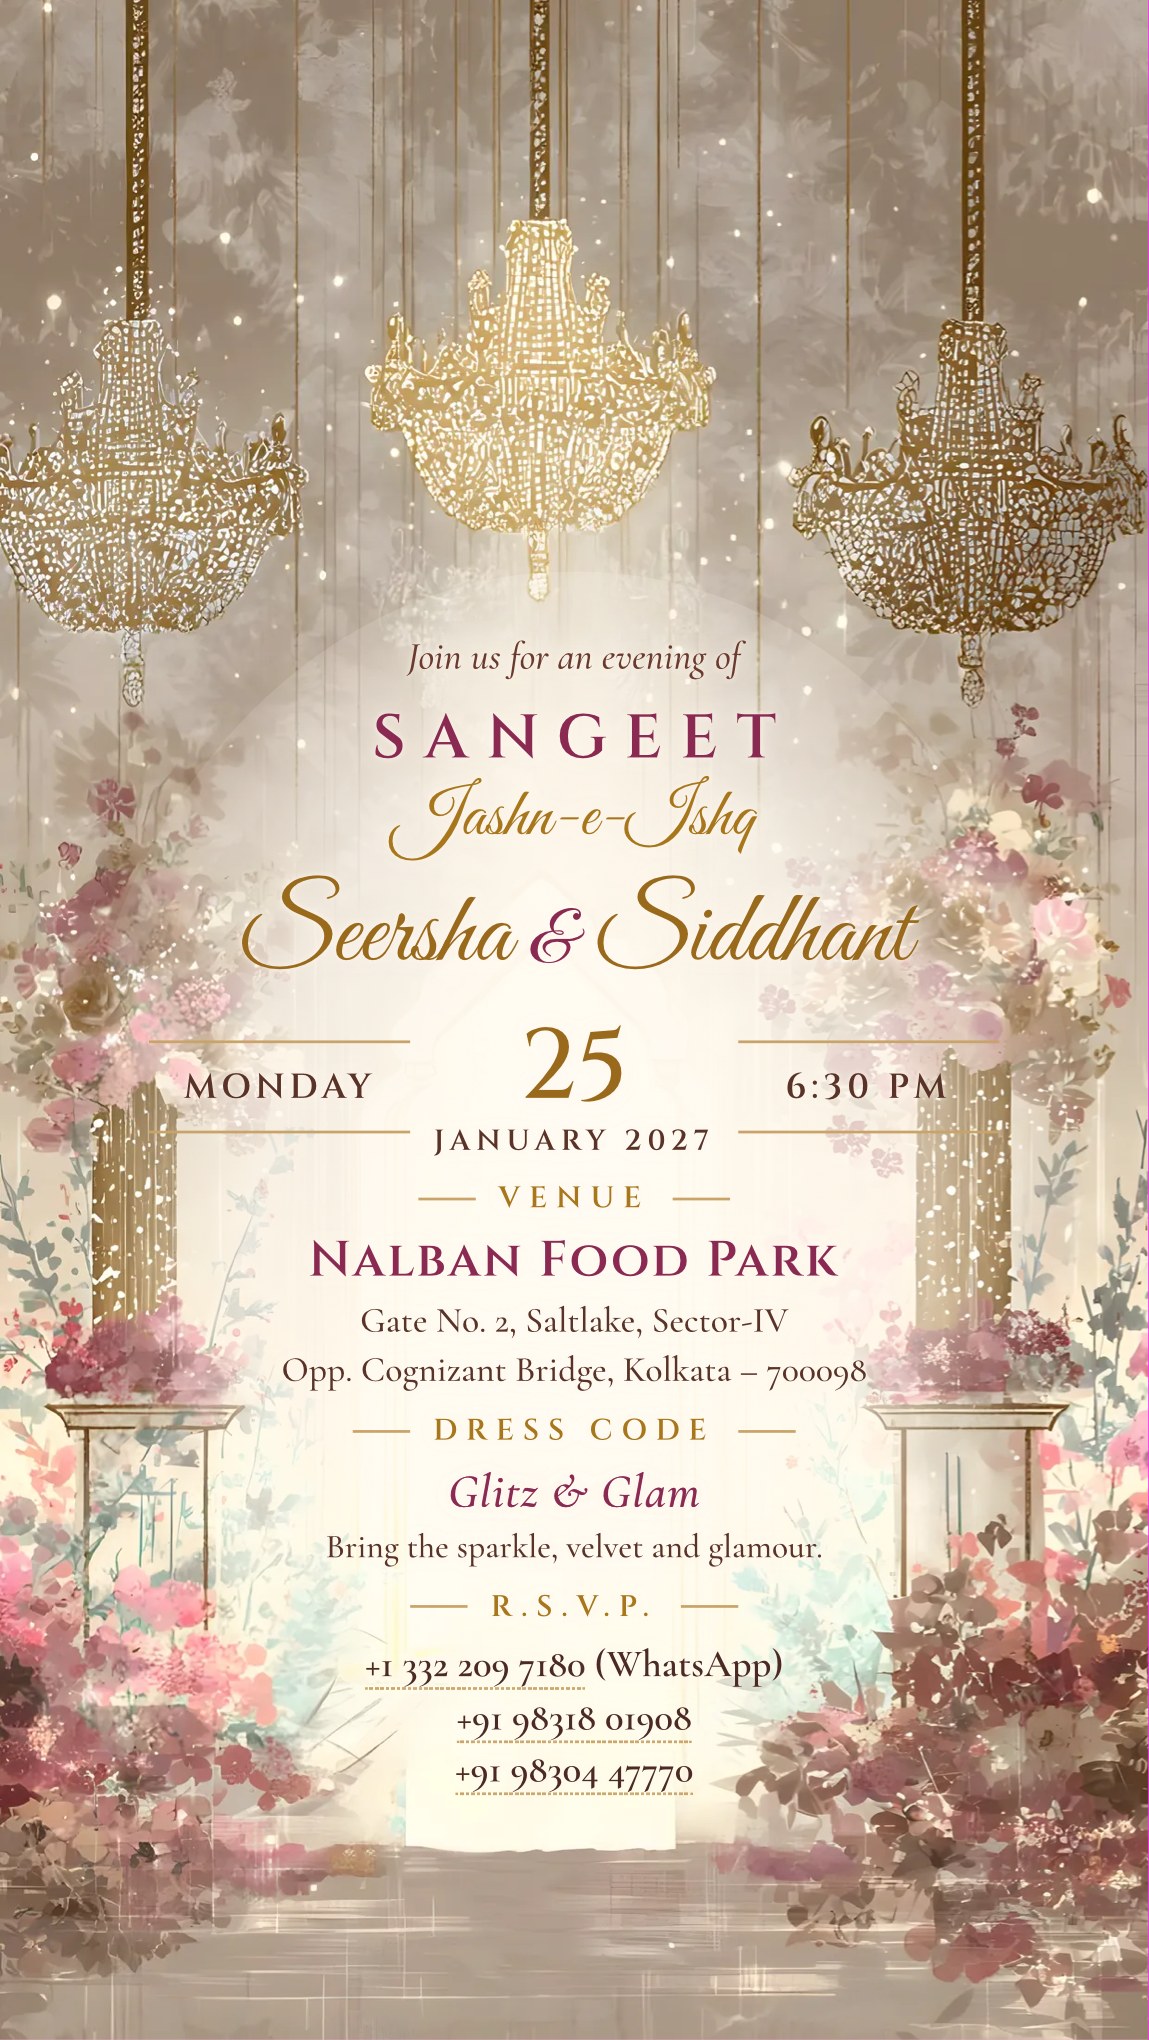 Join us for an evening of
SANGEET
Jashn-e-Ishq
Seersha & Siddhant
MONDAY 25 6:30 PM
JANUARY 2027
VENUE
NALBAN FOOD PARK
Gate No. 2, Saltlake, Sector-IV
Opp. Cognizant Bridge, Kolkata – 700098
DRESS CODE
Glitz & Glam
Bring the sparkle, velvet and glamour.
R.S.V.P.
+1 332 209 7180 (WhatsApp)
+91 98318 01908
+91 98304 47770